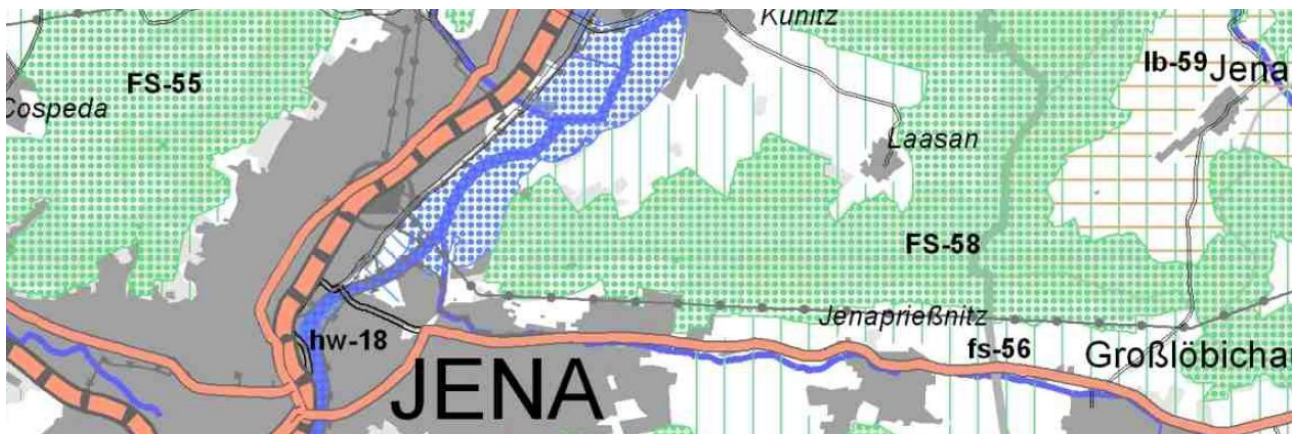 Kunitz
FS-55
lb-59
Jena
Cospeda
Laasan
FS-58
Jenaprießnitz
hw-18
fs-56
Großlöbichau
JENA